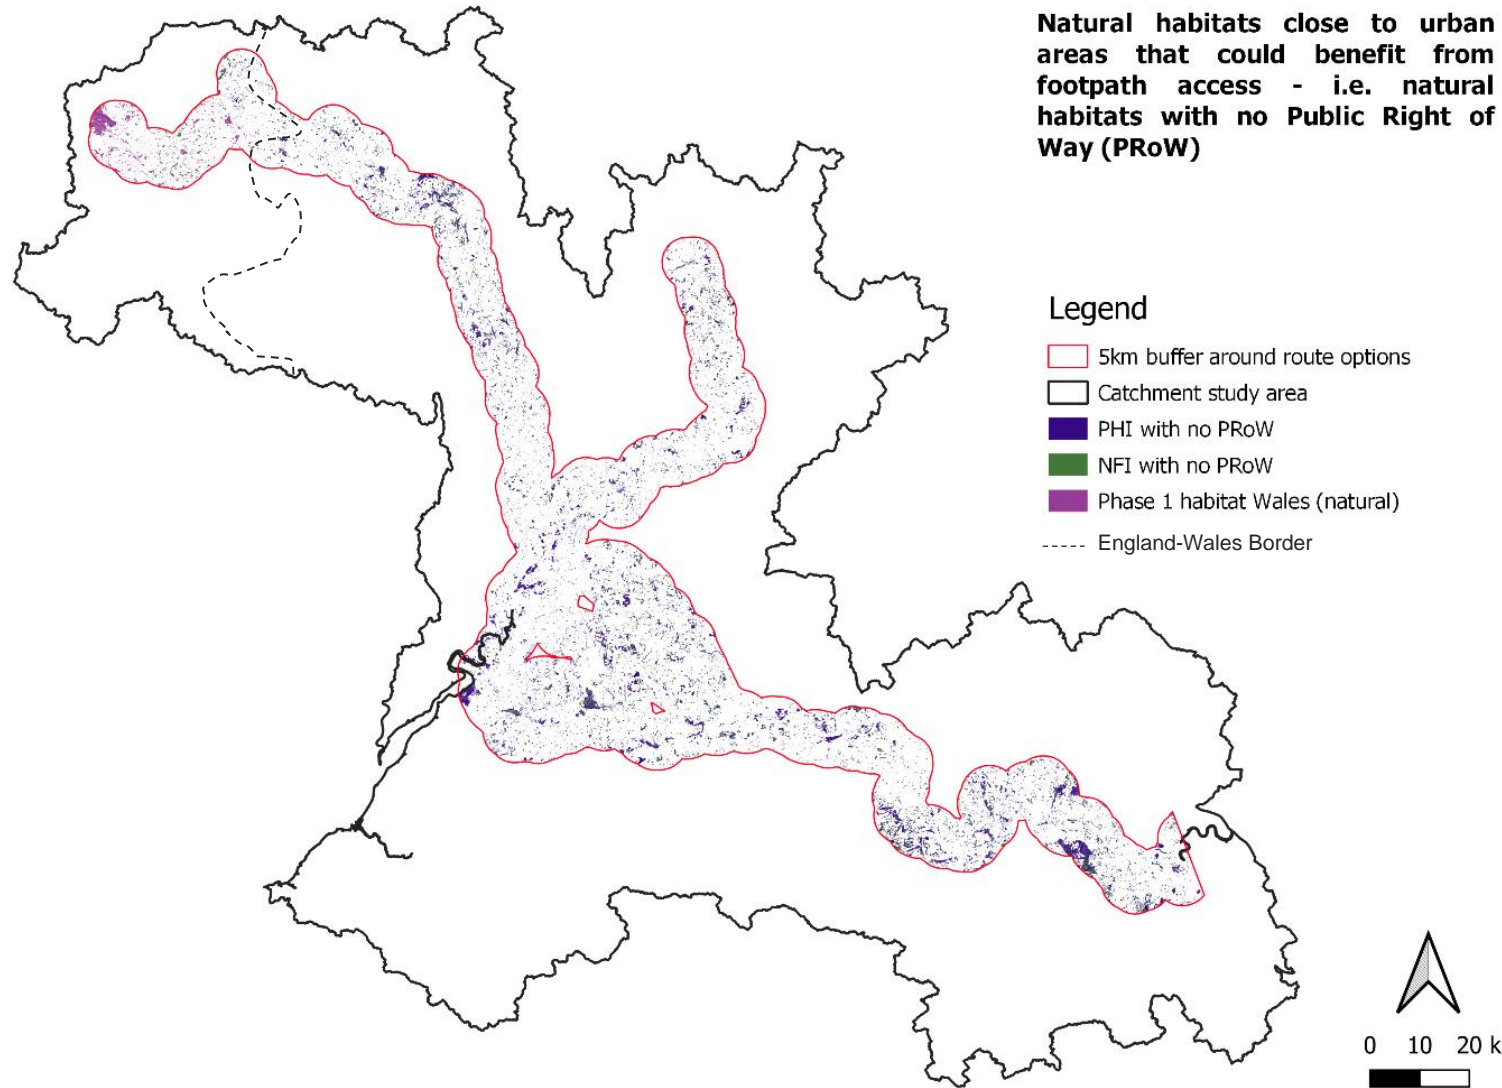 Natural habitats close to urban
areas that could benefit from
footpath access - i.e. natural
habitats with no Public Right of
Way (PRoW)
Legend
5km buffer around route options
Catchment study area
PHI with no PRoW
NFI with no PRoW
Phase 1 habitat Wales (natural)
England-Wales Border
0 10 20 k